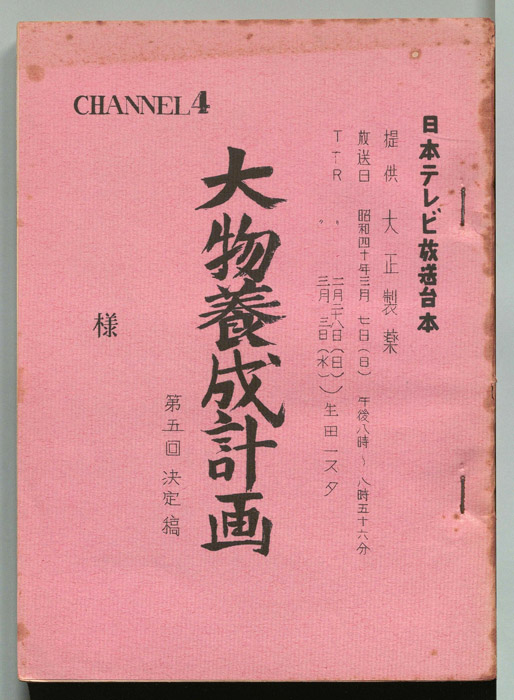 日本テレビ放送台本
提供 大正製薬
放送日 昭和四十年三月 七日(日) 午後八時〜八時五十六分
TTR 〃 〃 二月二十八日(日)
三月 三日(水)
生田一スタ
CHANNEL4
大物養成計画
第五回 決定稿
様